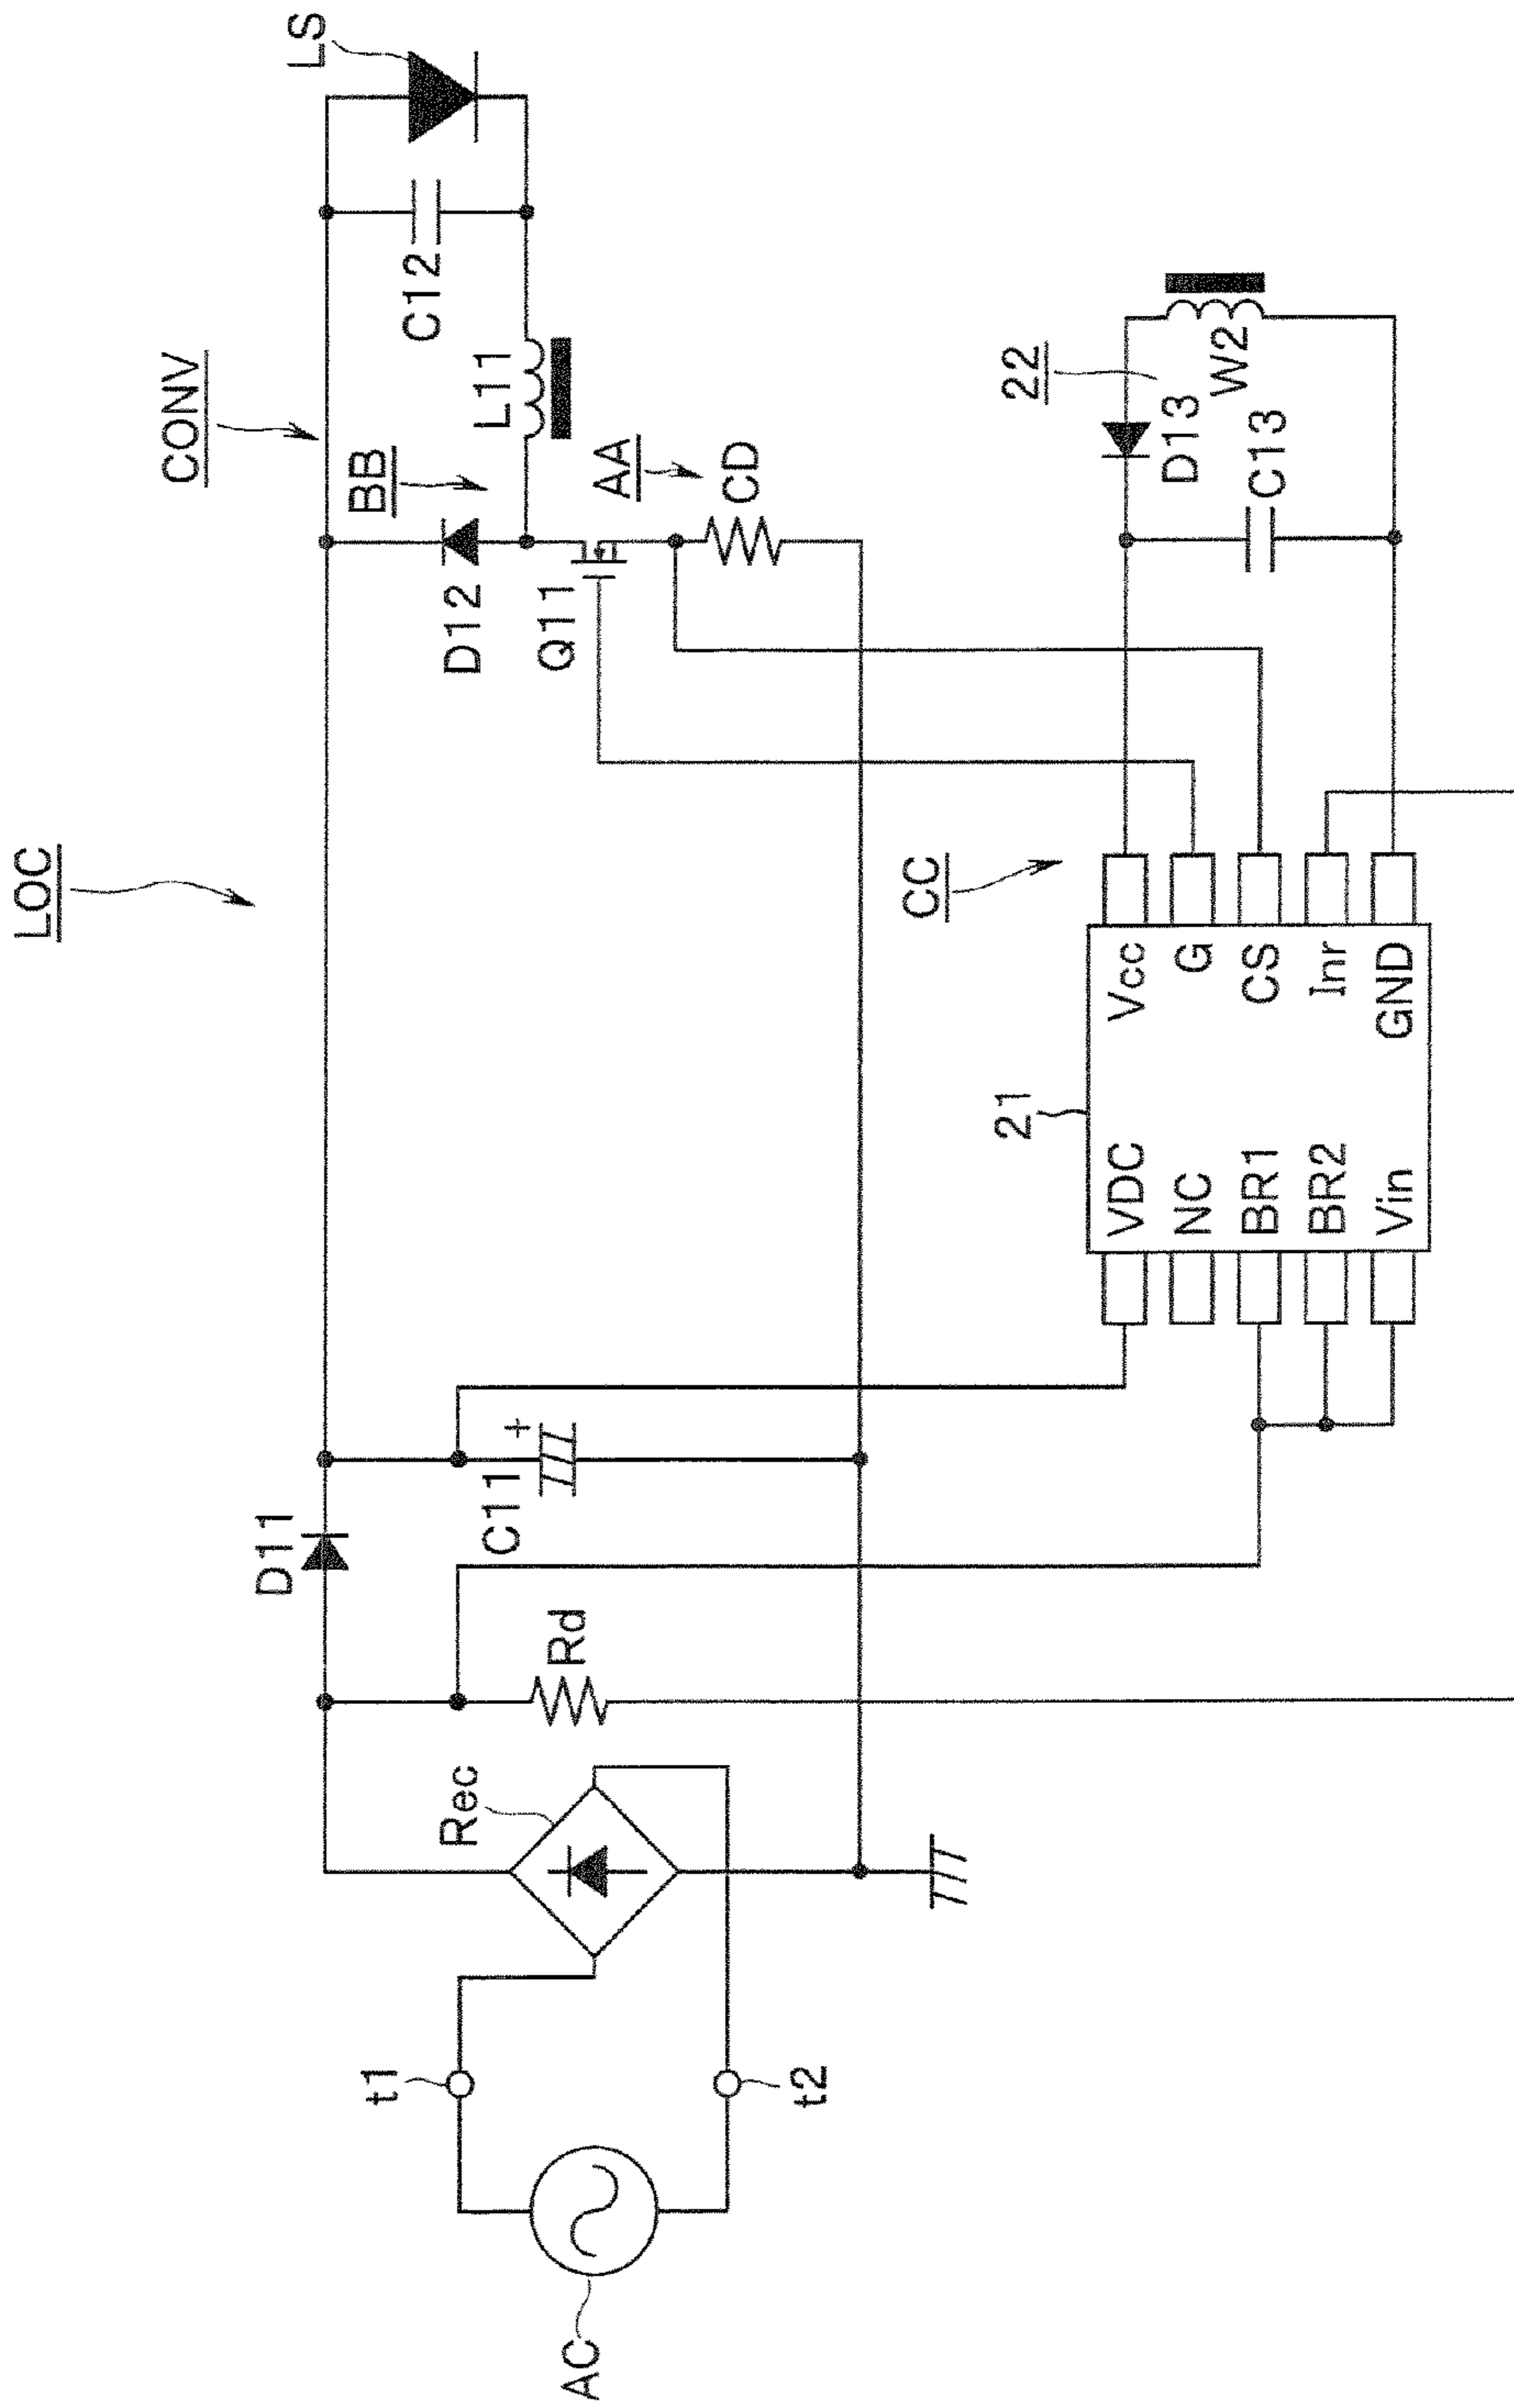 LOC
CONV
LS
BB
C12
L11
AA
CD
D12
Q11
D11
C11
+
Rd
Rec
t1
t2
AC
22
W2
D13
C13
CC
21
VDC
NC
BR1
BR2
Vin
Vcc
G
CS
Inr
GND